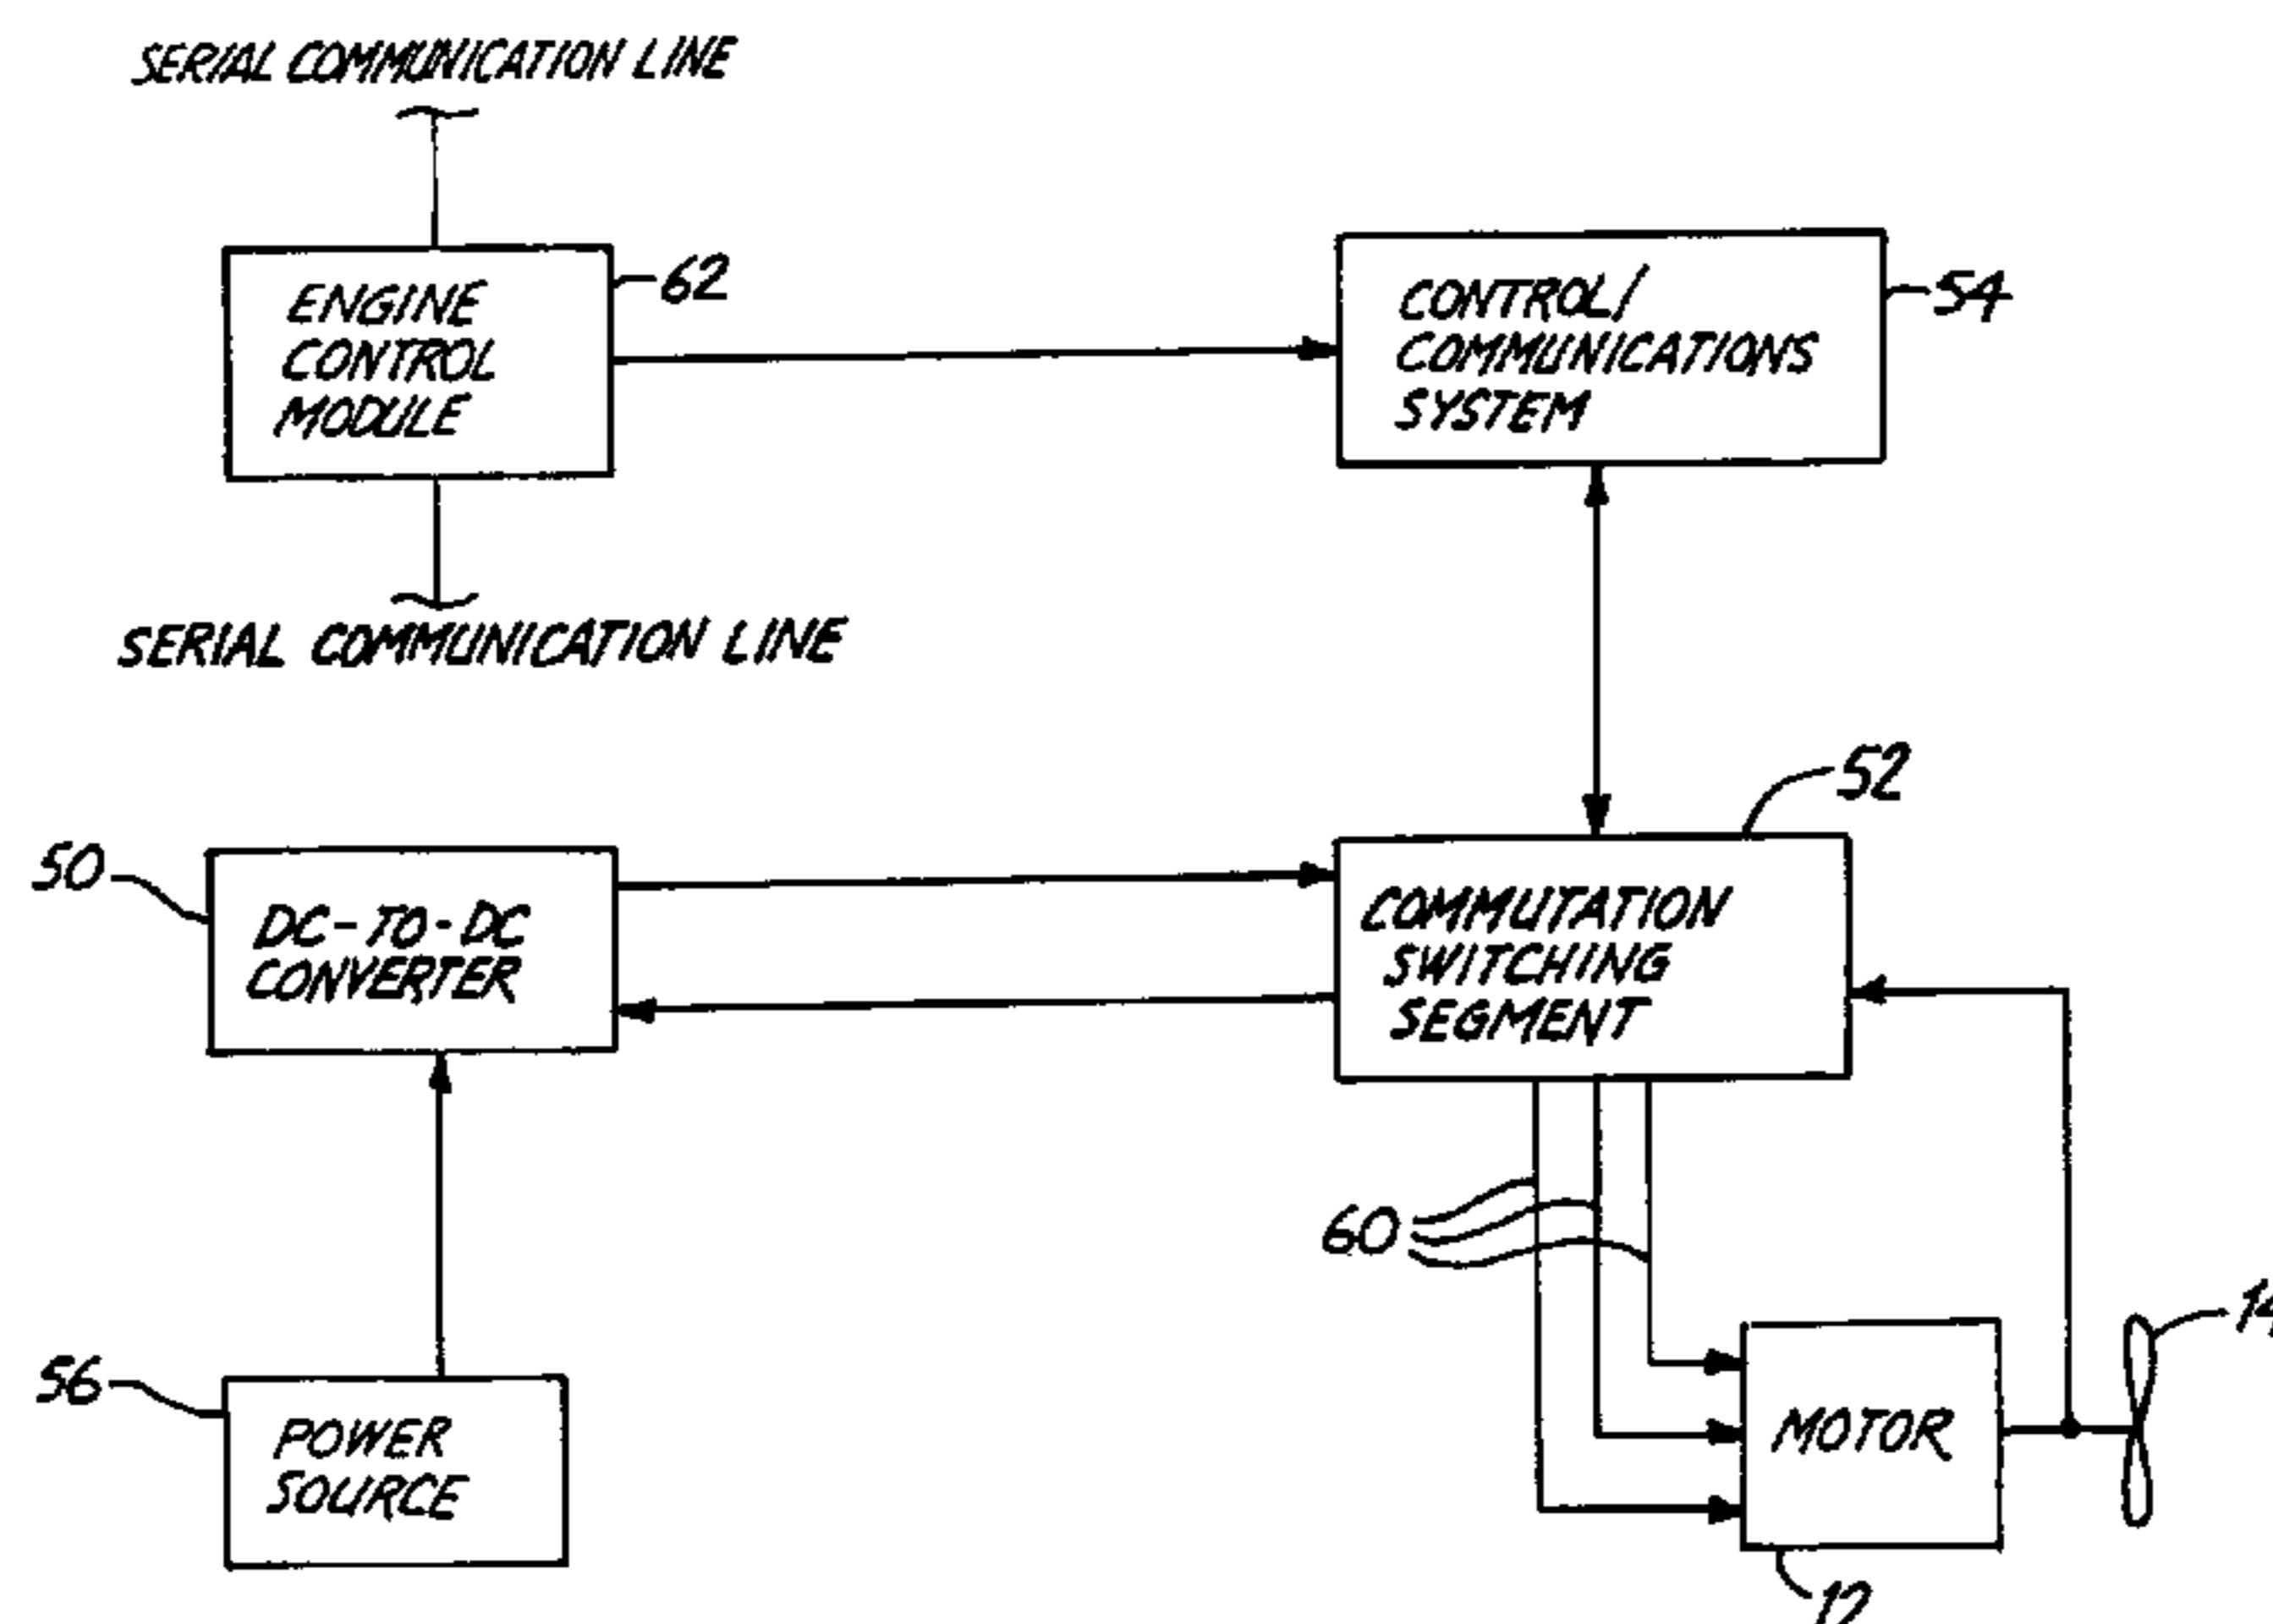 SERIAL COMMUNICATION LINE
ENGINE
CONTROL
MODULE
62
CONTROL/
COMMUNICATIONS
SYSTEM
54
SERIAL COMMUNICATION LINE
52
50
DC-TO-DC
CONVERTER
COMMUTATION
SWITCHING
SEGMENT
60
14
56
POWER
SOURCE
MOTOR
12